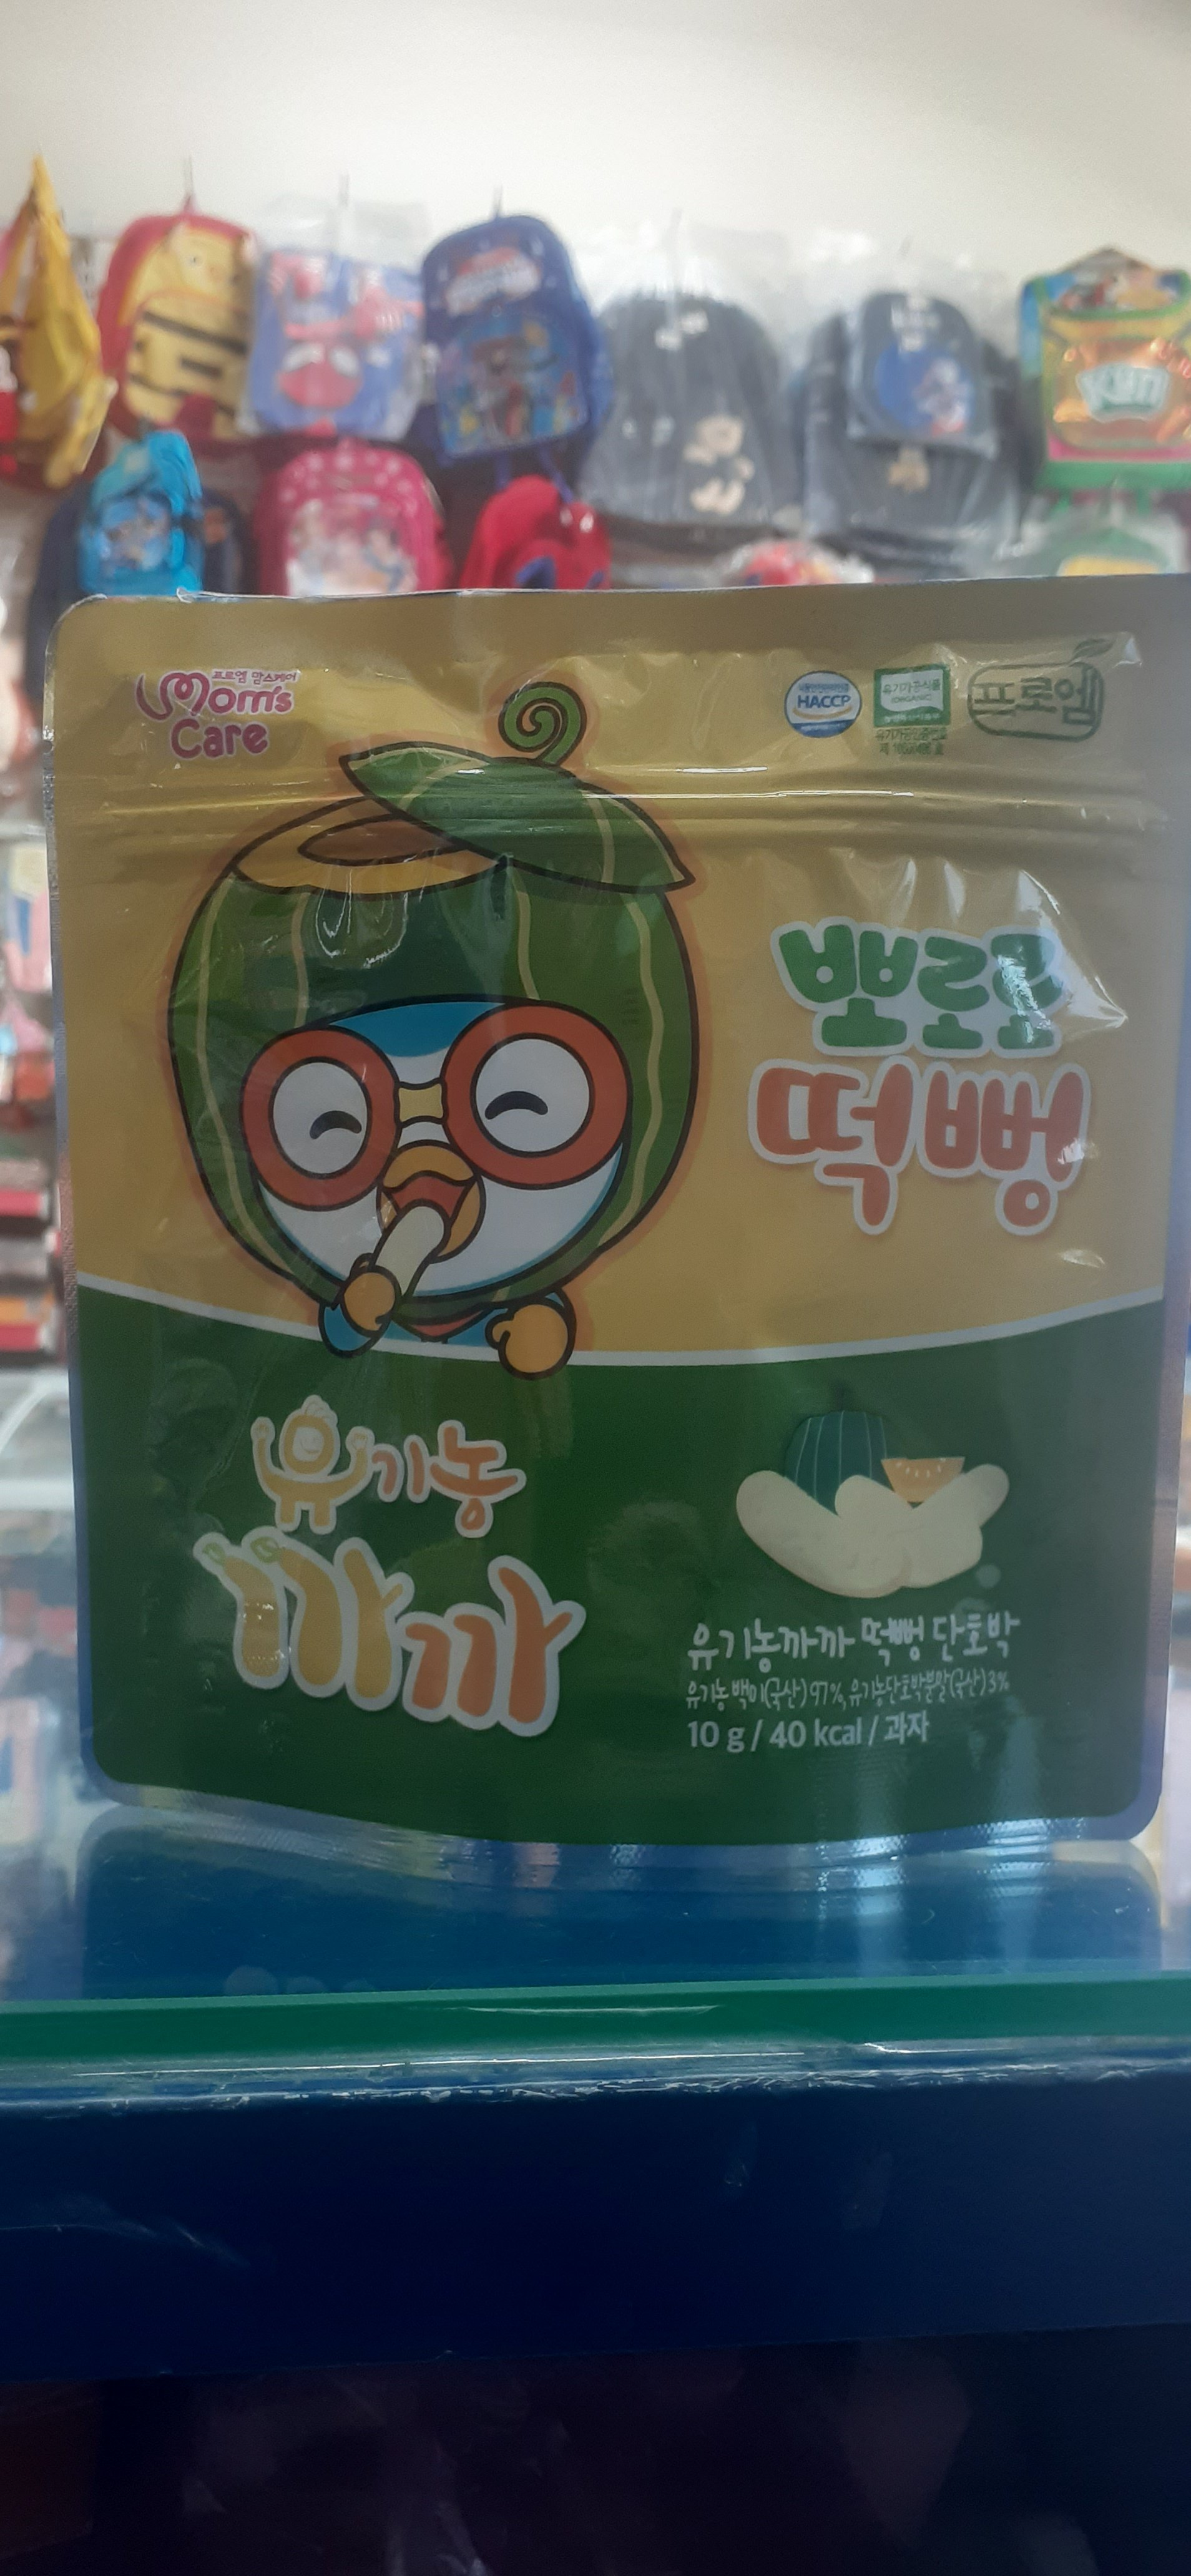 프로엠 맘스케어
Mom's
Care
HACCP
유기가공식품
(ORGANIC)
프로엠
뽀로로
떡뻥
유기농
까까
유기농까까 떡뻥 단호박
유기농 백미(국산)97%, 유기농단호박분말(국산)3%
10 g / 40 kcal / 과자